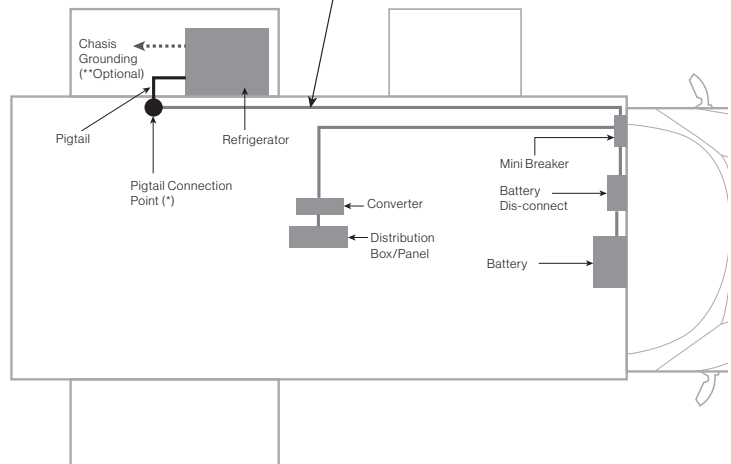 Chasis
Grounding
(**Optional)
Pigtail
Refrigerator
Mini Breaker
Pigtail Connection
Point (*)
Battery
Dis-connect
Converter
Distribution
Box/Panel
Battery